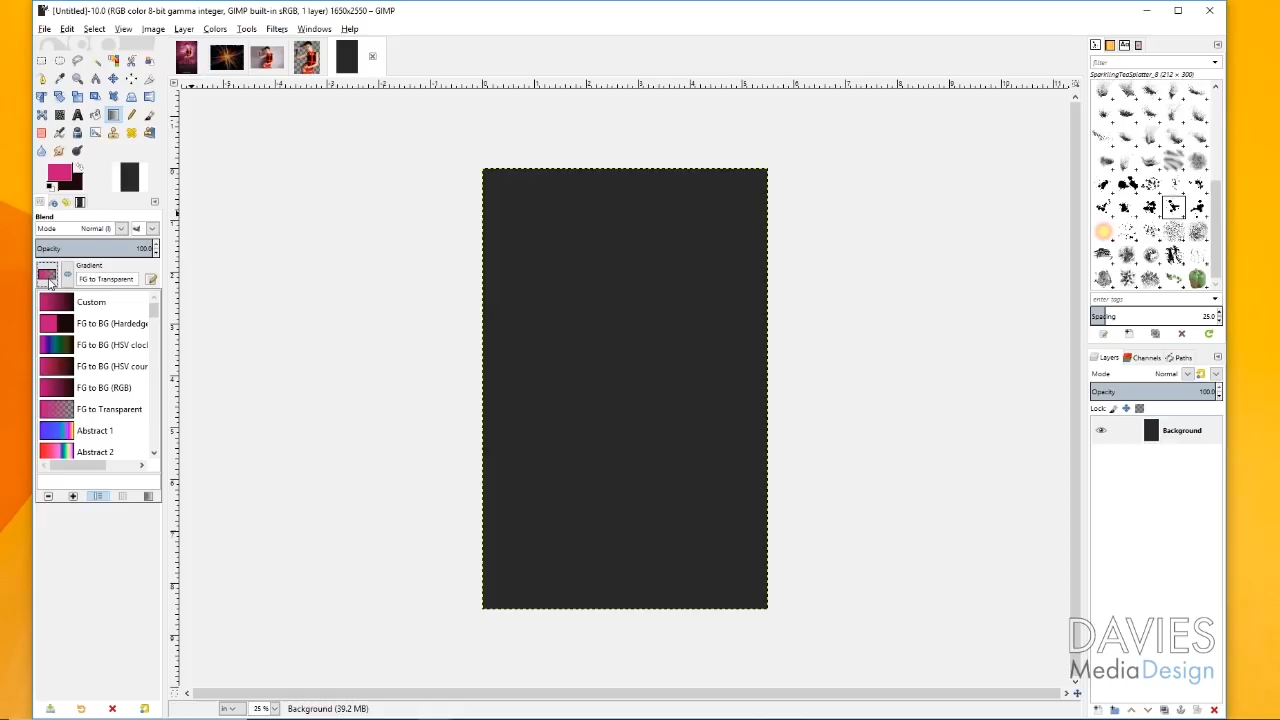 [Untitled]-10.0 (RGB color 8-bit gamma integer, GIMP built-in sRGB, 1 layer) 1650x2550 – GIMP
File Edit Select View Image Layer Colors Tools Filters Windows Help
filter
SparklingTeaSplatter_8 (212 × 300)
Blend
Mode Normal (l)
Opacity 100.0
Gradient
FG to Transparent
Custom
FG to BG (Hardedge
FG to BG (HSV clocl
FG to BG (HSV cour
FG to BG (RGB)
FG to Transparent
Abstract 1
Abstract 2
enter tags
Spacing 25.0
Layers Channels Paths
Mode Normal
Opacity 100.0
Lock:
Background
DAVIES
MediaDesign
in 25 % Background (39.2 MB)